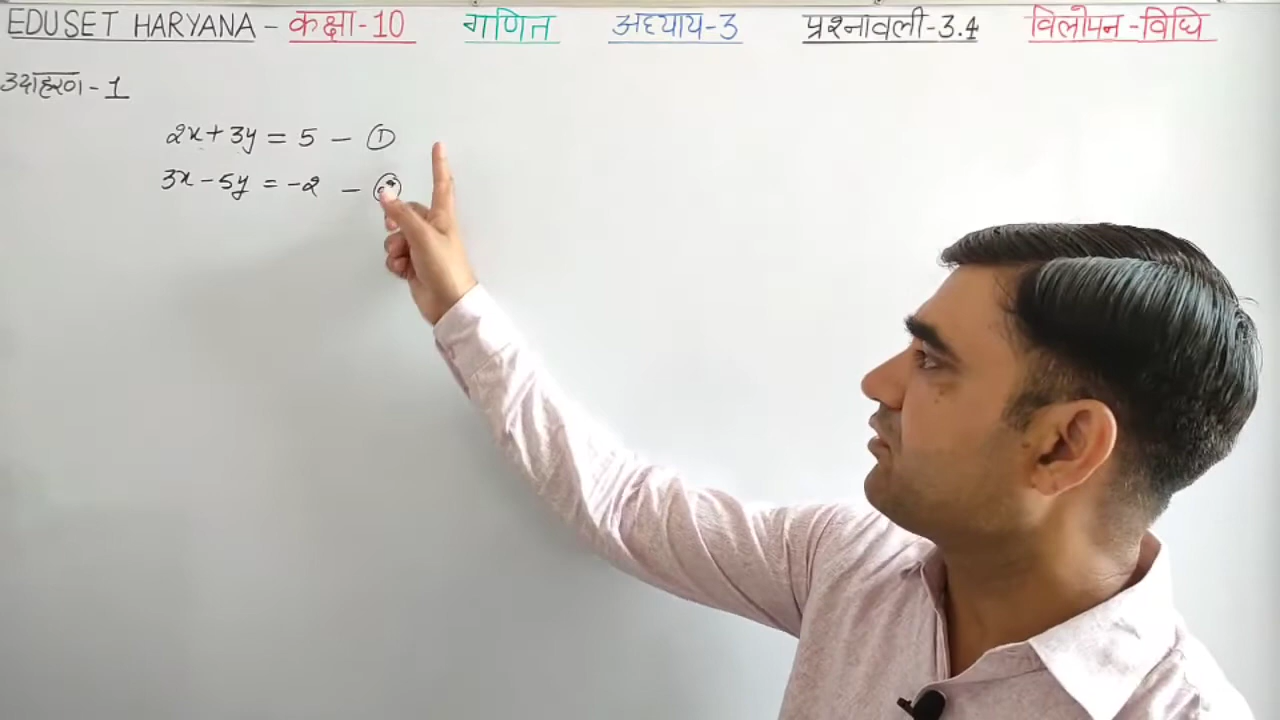 EDUSET HARYANA - कक्षा-10 गणित अध्याय-3 प्रश्नावली-3.4 विलोपन-विधि
उदाहरण - 1
2x + 3y = 5 - ①
3x - 5y = -2 -